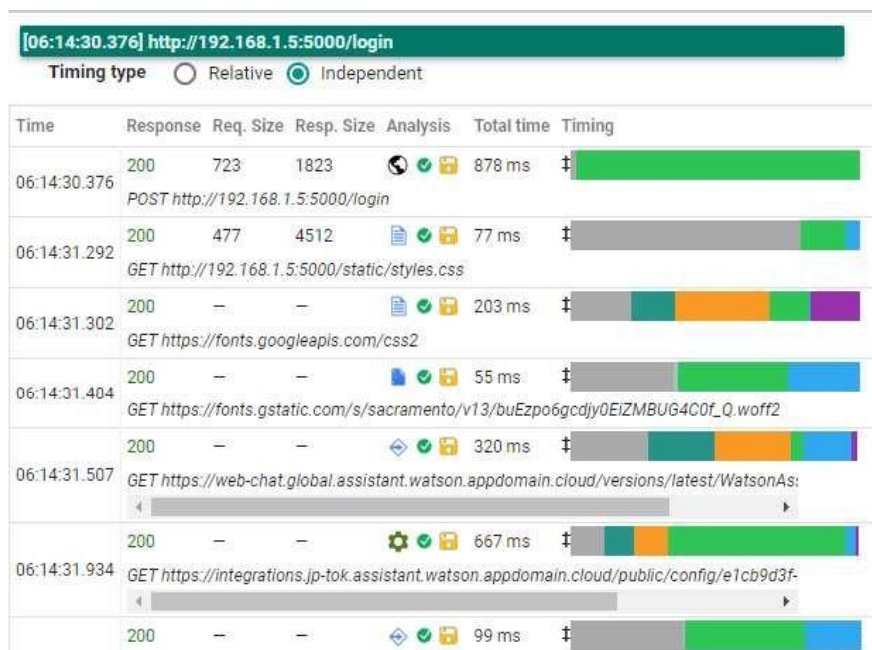 [06:14:30.376] http://192.168.1.5:5000/login
Timing type Relative Independent
Time Response Req. Size Resp. Size Analysis Total time Timing
06:14:30.376 200 723 1823 878 ms
POST http://192.168.1.5:5000/login
06:14:31.292 200 477 4512 77 ms
GET http://192.168.1.5:5000/static/styles.css
06:14:31.302 200 – – 203 ms
GET https://fonts.googleapis.com/css2
06:14:31.404 200 – – 55 ms
GET https://fonts.gstatic.com/s/sacramento/v13/buEzpo6gcdjy0EiZMBUG4C0f_Q.woff2
06:14:31.507 200 – – 320 ms
GET https://web-chat.global.assistant.watson.appdomain.cloud/versions/latest/WatsonAs
06:14:31.934 200 – – 667 ms
GET https://integrations.jp-tok.assistant.watson.appdomain.cloud/public/config/e1cb9d3f-
200 – – 99 ms